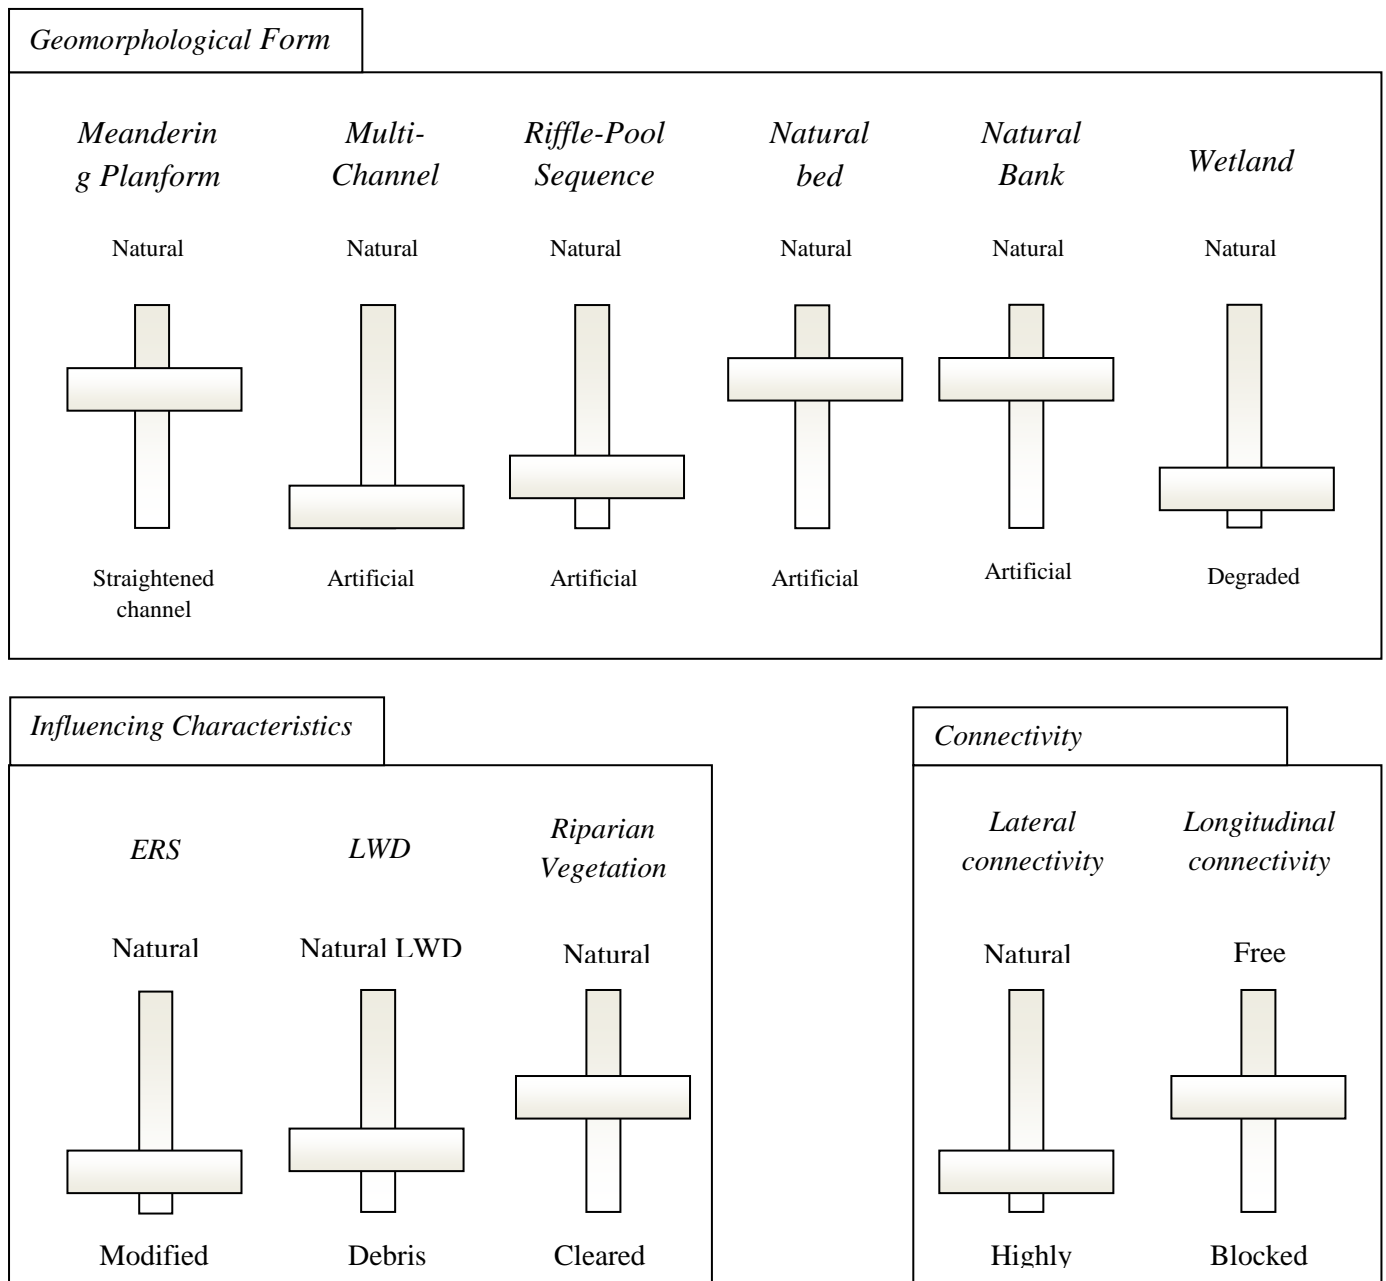 Geomorphological Form
Meanderin
g Planform
Multi-
Channel
Riffle-Pool
Sequence
Natural
bed
Natural
Bank
Wetland
Natural
Natural
Natural
Natural
Natural
Natural
Straightened
channel
Artificial
Artificial
Artificial
Artificial
Degraded
Influencing Characteristics
ERS
LWD
Riparian
Vegetation
Natural
Natural LWD
Natural
Modified
Debris
Cleared
Connectivity
Lateral
connectivity
Longitudinal
connectivity
Natural
Free
Highly
Blocked